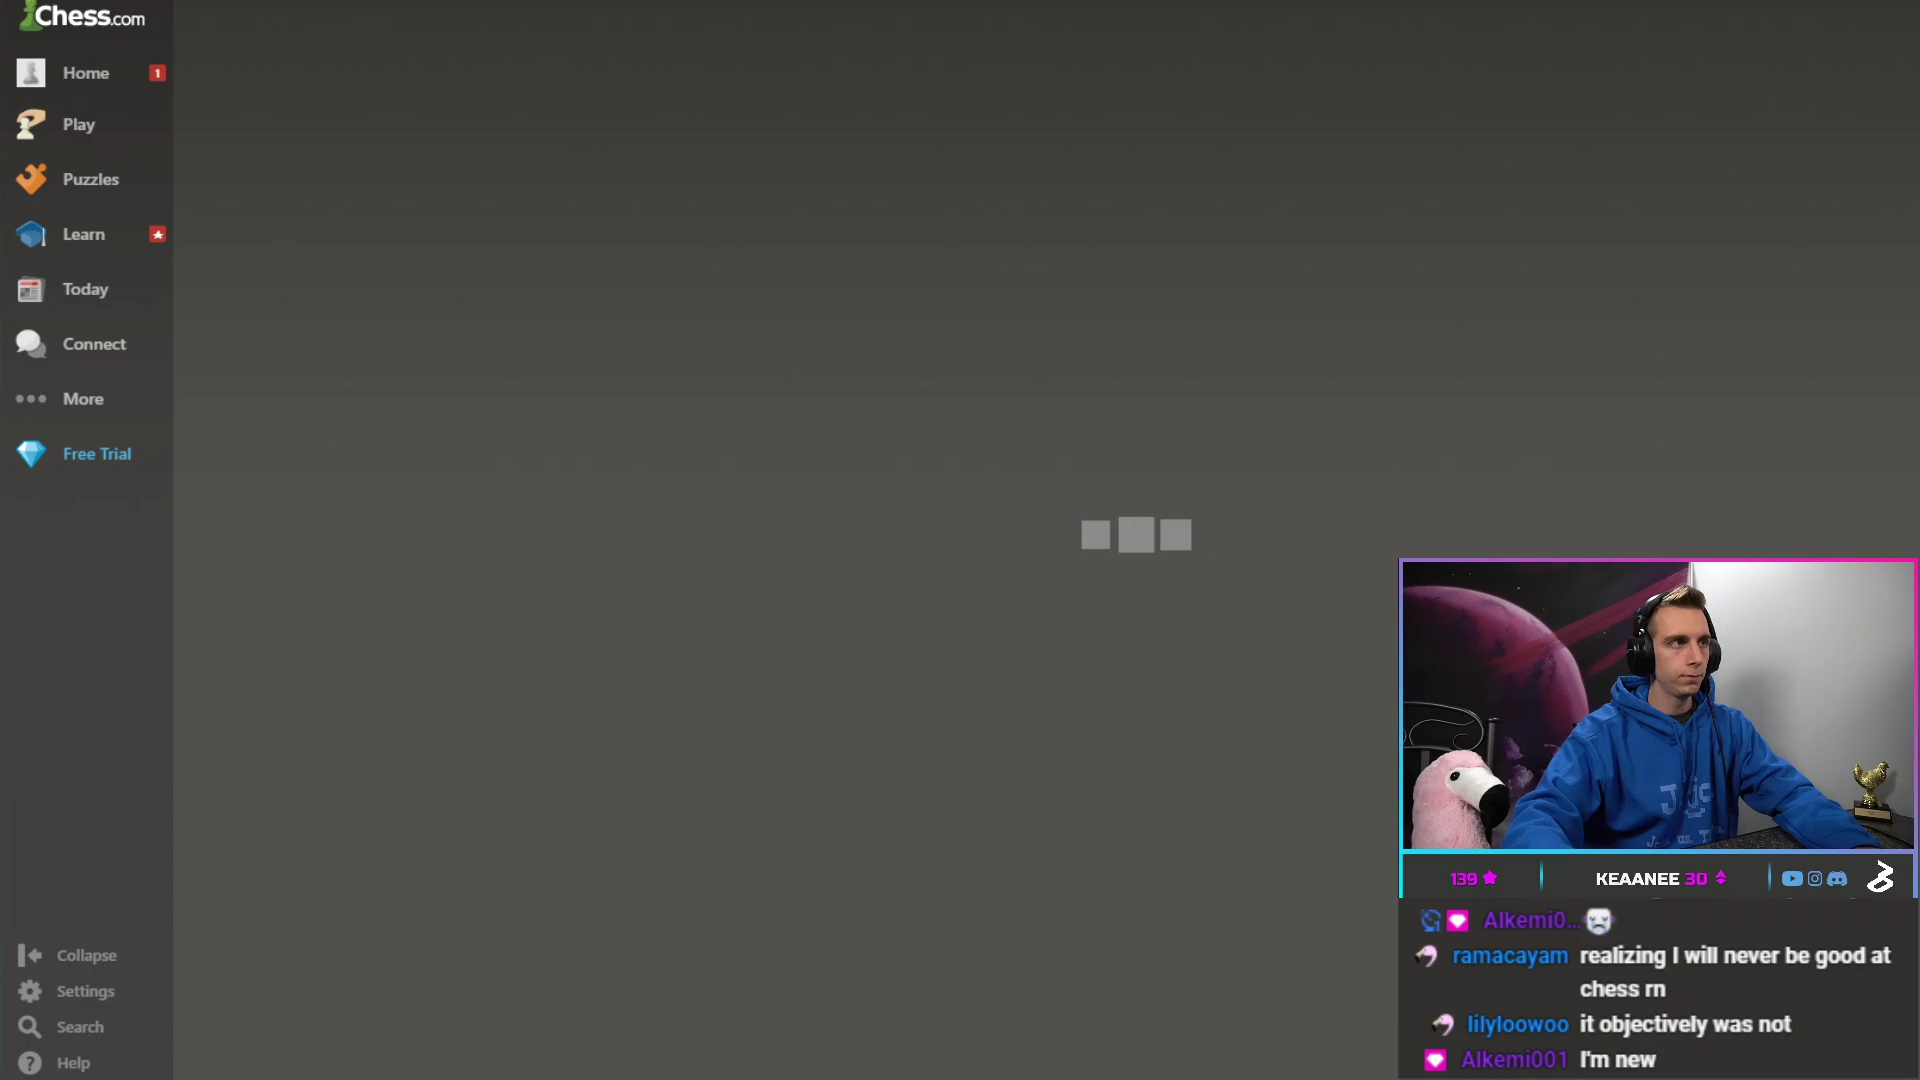 Chess.com
Home 1
Play
Puzzles
Learn
Today
Connect
More
Free Trial
Collapse
Settings
Search
Help
139
KEAANEE 30
Alkemi0...
ramacayam realizing I will never be good at
chess rn
lilyloowoo it objectively was not
Alkemi001 I'm new